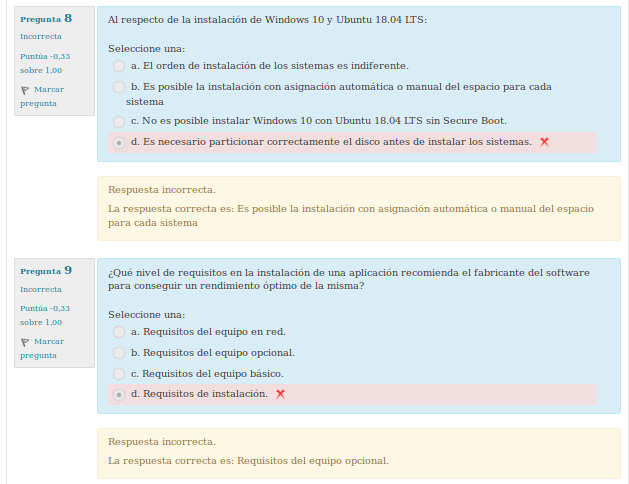 Pregunta 8
Incorrecta
Puntúa -0,33
sobre 1,00
Marcar
pregunta
Al respecto de la instalación de Windows 10 y Ubuntu 18.04 LTS:
Seleccione una:
a. El orden de instalación de los sistemas es indiferente.
b. Es posible la instalación con asignación automática o manual del espacio para cada
sistema
c. No es posible instalar Windows 10 con Ubuntu 18.04 LTS sin Secure Boot.
d. Es necesario particionar correctamente el disco antes de instalar los sistemas.
Respuesta incorrecta.
La respuesta correcta es: Es posible la instalación con asignación automática o manual del espacio
para cada sistema
Pregunta 9
Incorrecta
Puntúa -0,33
sobre 1,00
Marcar
pregunta
¿Qué nivel de requisitos en la instalación de una aplicación recomienda el fabricante del software
para conseguir un rendimiento óptimo de la misma?
Seleccione una:
a. Requisitos del equipo en red.
b. Requisitos del equipo opcional.
c. Requisitos del equipo básico.
d. Requisitos de instalación.
Respuesta incorrecta.
La respuesta correcta es: Requisitos del equipo opcional.